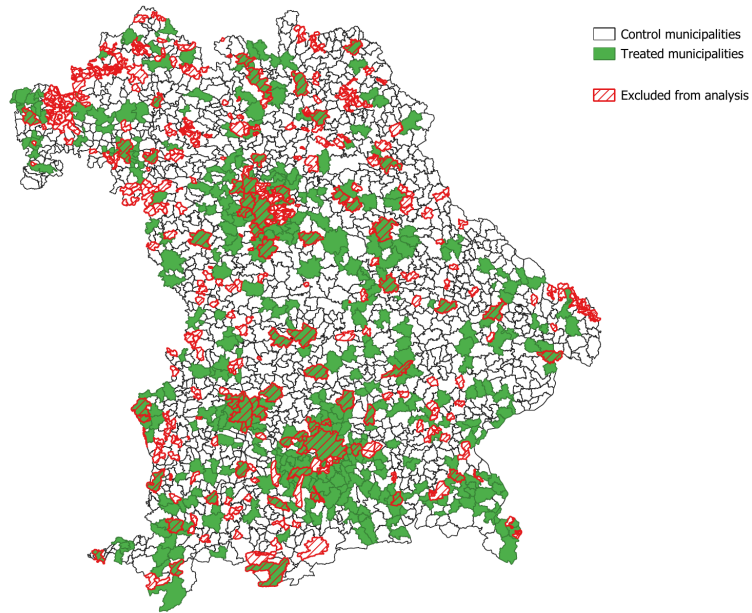 Control municipalities
Treated municipalities
Excluded from analysis